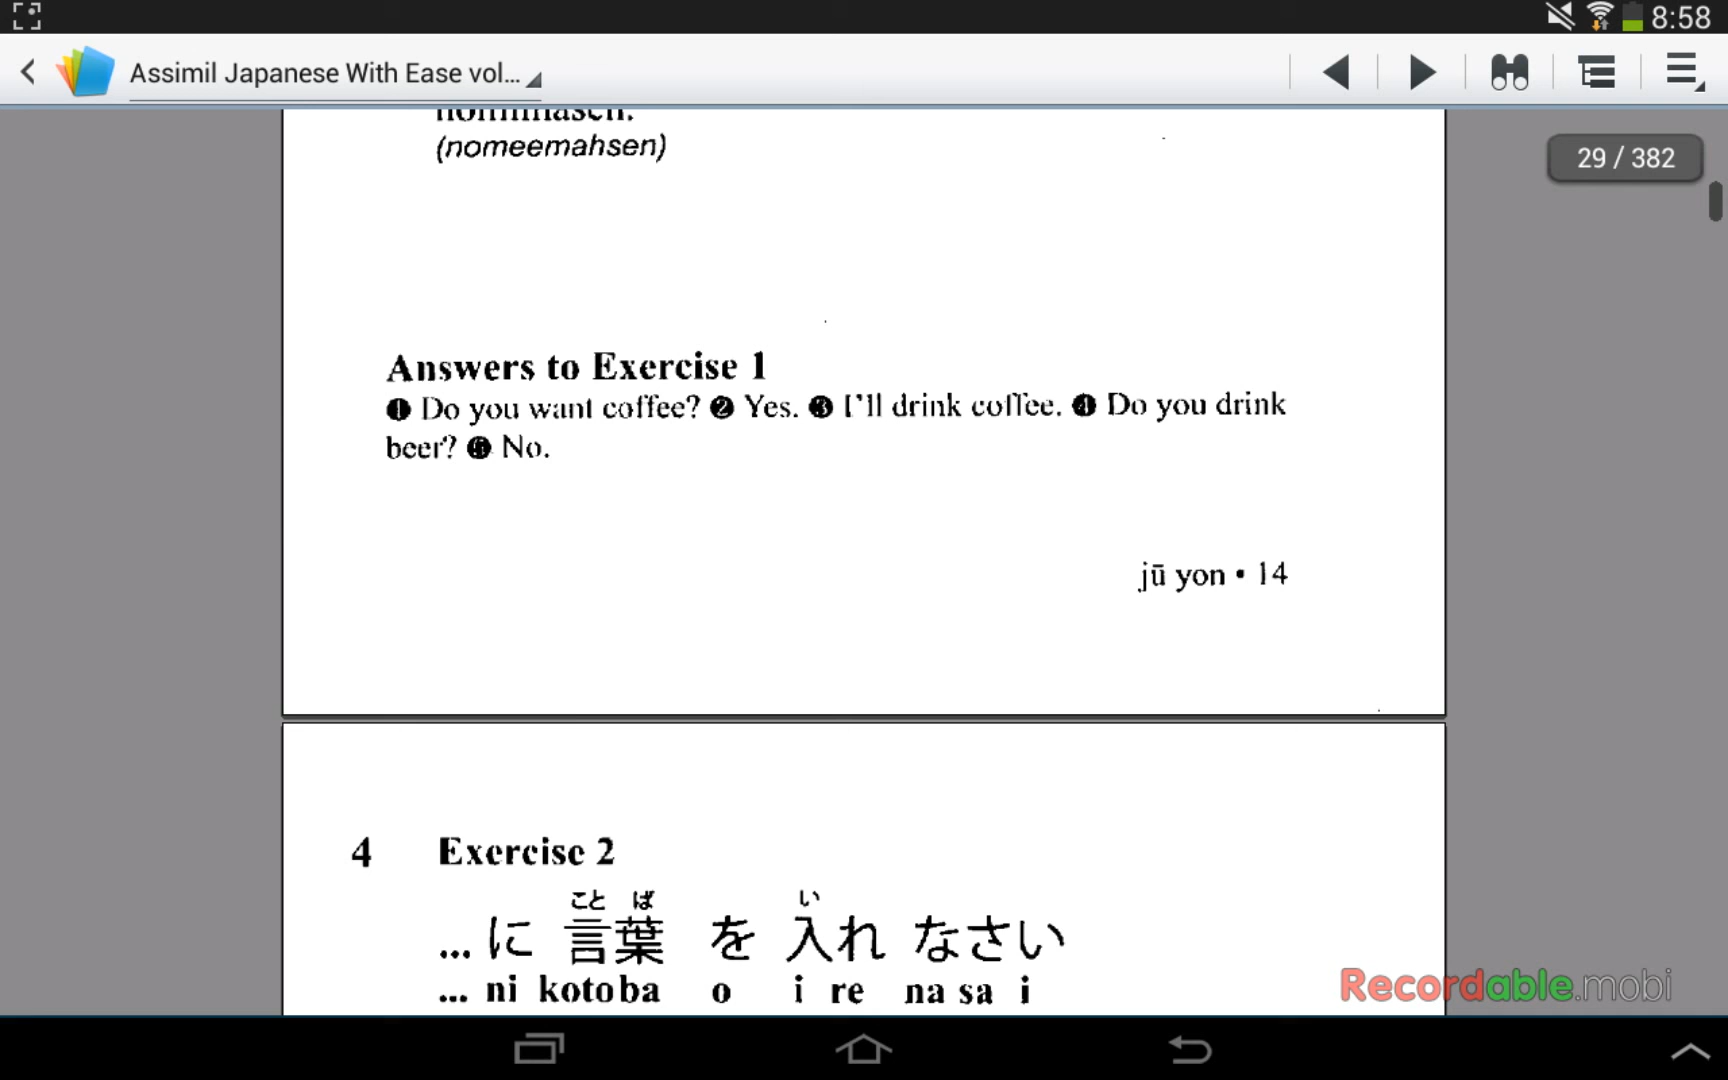 8:58
Assimil Japanese With Ease vol...
29 / 382
nomimasen.
(nomeemahsen)
Answers to Exercise 1
❶ Do you want coffee? ❷ Yes. ❸ I'll drink coffee. ❹ Do you drink
beer? ❺ No.
jū yon • 14
4 Exercise 2
こと ば い
... に 言葉 を 入れ なさい
... ni kotoba o i re na sa i
Recordable.mobi